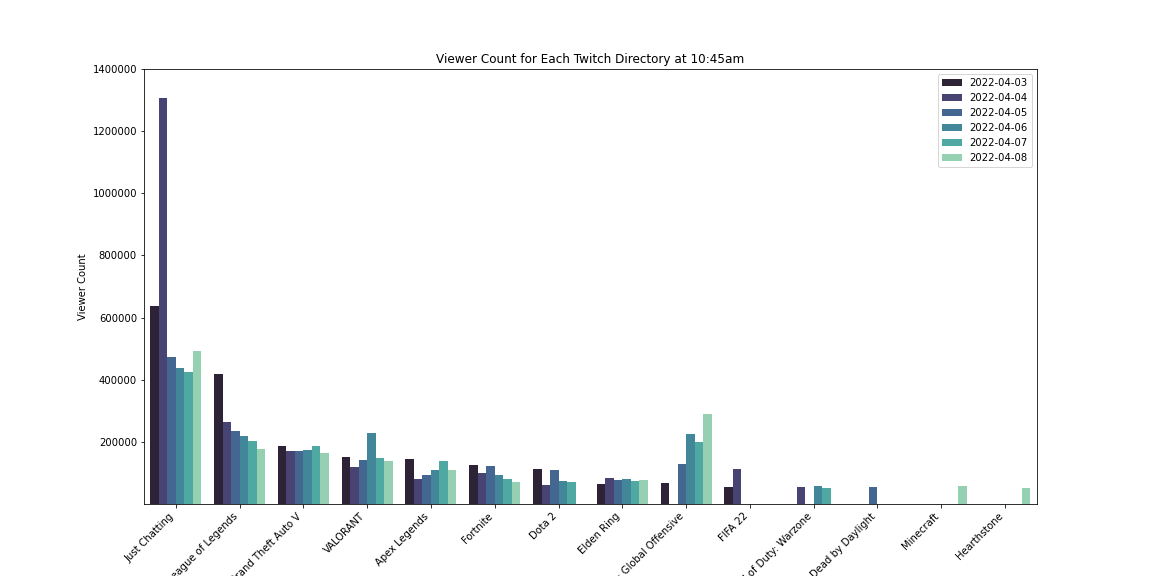 Viewer Count for Each Twitch Directory at 10:45am
1400000
1200000
1000000
800000
600000
400000
200000
Viewer Count
2022-04-03
2022-04-04
2022-04-05
2022-04-06
2022-04-07
2022-04-08
Just Chatting
eague of Legends
rand Theft Auto V
VALORANT
Apex Legends
Fortnite
Dota 2
Elden Ring
: Global Offensive
FIFA 22
of Duty: Warzone
Dead by Daylight
Minecraft
Hearthstone